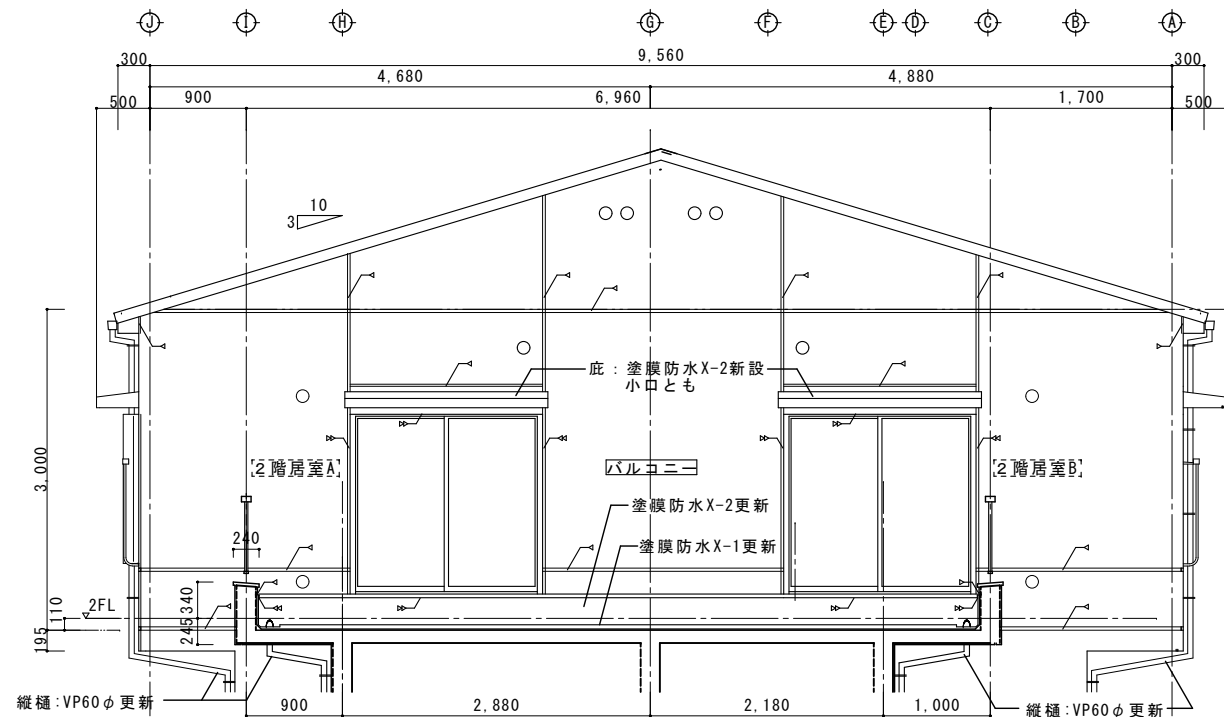 J I H G F E D C B A
300 9,560 300
4,680 4,880
500 900 6,960 1,700 500
10
3
庇：塗膜防水X-2新設
小口とも
3,000
2階居室A バルコニー 2階居室B
塗膜防水X-2更新
240
塗膜防水X-1更新
340
110 2FL
245
195
縦樋:VP60φ更新
900 2,880 2,180 1,000
縦樋:VP60φ更新